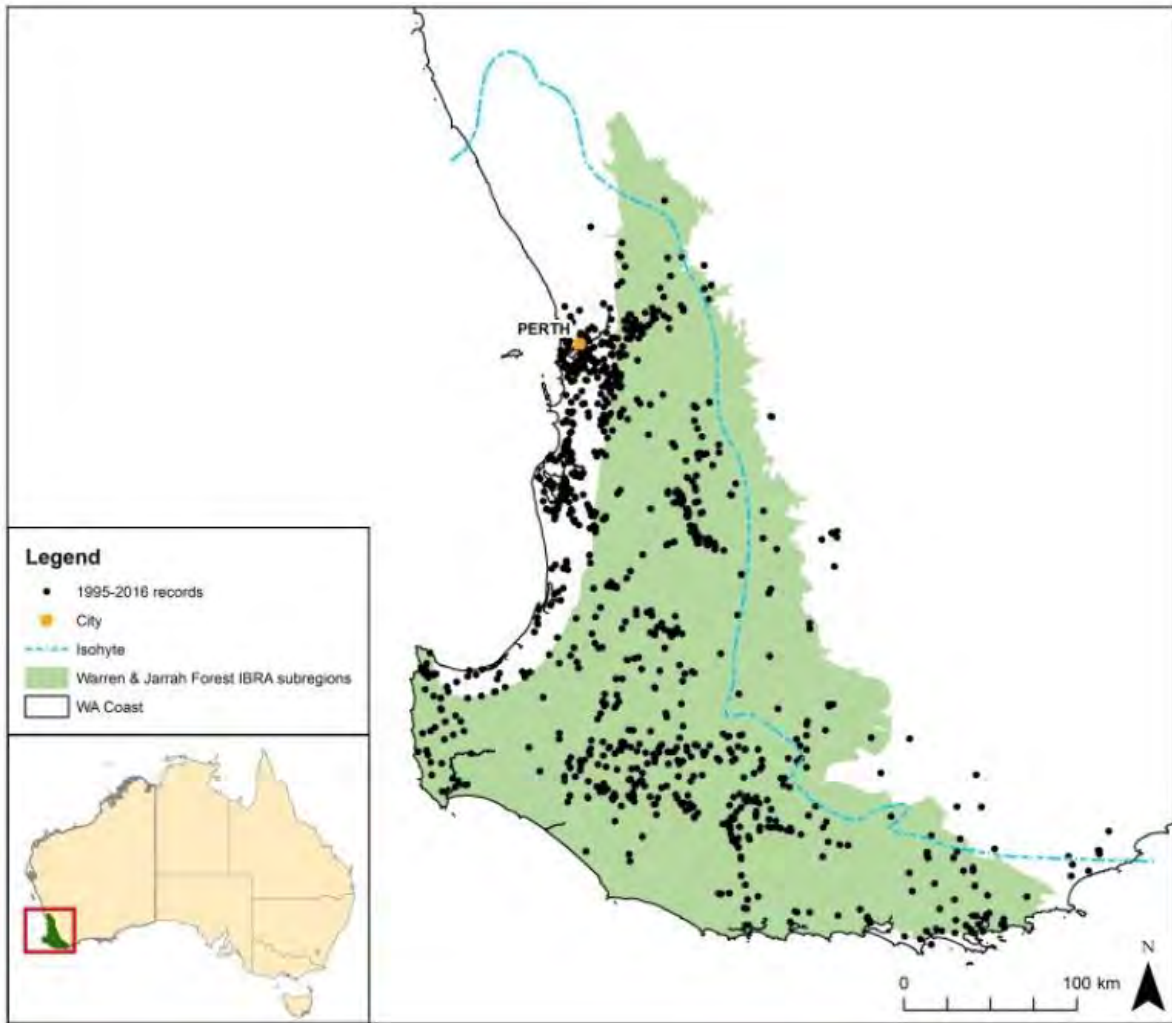 PERTH
Legend
1995-2016 records
City
Isohyte
Warren & Jarrah Forest IBRA subregions
WA Coast
N
0 100 km